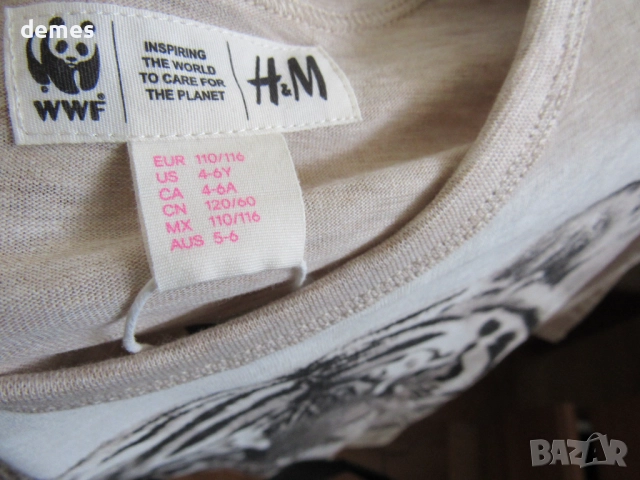 demes
WWF
INSPIRING
THE WORLD
TO CARE FOR
THE PLANET
H&M
EUR 110/116
US 4-6Y
CA 4-6A
CN 120/60
MX 110/116
AUS 5-6
BAZAR